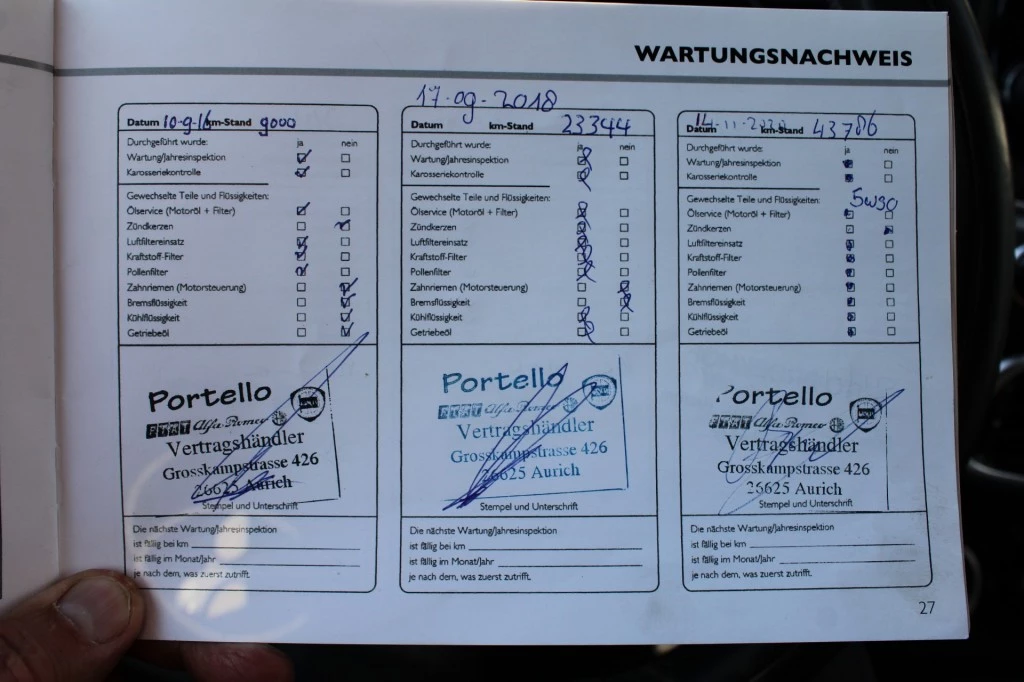 WARTUNGSNACHWEIS
Datum 10-9-16 km-Stand 9000
Durchgeführt wurde: ja nein
Wartung/Jahresinspektion
Karosseriekontrolle
Gewechselte Teile und Flüssigkeiten:
Ölservice (Motoröl + Filter)
Zündkerzen
Luftfiltereinsatz
Kraftstoff-Filter
Pollenfilter
Zahnriemen (Motorsteuerung)
Bremsflüssigkeit
Kühlflüssigkeit
Getriebeöl
Portello
FIAT Alfa Romeo
Vertragshändler
Grosskampstrasse 426
26625 Aurich
Stempel und Unterschrift
Die nächste Wartung/Jahresinspektion
ist fällig bei km
ist fällig im Monat/Jahr
je nach dem, was zuerst zutrifft.
17-09-2018
Datum km-Stand 23344
Durchgeführt wurde: ja nein
Wartung/Jahresinspektion
Karosseriekontrolle
Gewechselte Teile und Flüssigkeiten:
Ölservice (Motoröl + Filter)
Zündkerzen
Luftfiltereinsatz
Kraftstoff-Filter
Pollenfilter
Zahnriemen (Motorsteuerung)
Bremsflüssigkeit
Kühlflüssigkeit
Getriebeöl
Portello
FIAT Alfa Romeo
Vertragshändler
Grosskampstrasse 426
26625 Aurich
Stempel und Unterschrift
Die nächste Wartung/Jahresinspektion
ist fällig bei km
ist fällig im Monat/Jahr
je nach dem, was zuerst zutrifft.
14-11-2020
Datum km-Stand 43786
Durchgeführt wurde: ja nein
Wartung/Jahresinspektion
Karosseriekontrolle
Gewechselte Teile und Flüssigkeiten:
5W30
Ölservice (Motoröl + Filter)
Zündkerzen
Luftfiltereinsatz
Kraftstoff-Filter
Pollenfilter
Zahnriemen (Motorsteuerung)
Bremsflüssigkeit
Kühlflüssigkeit
Getriebeöl
Portello
FIAT Alfa Romeo
Vertragshändler
Grosskampstrasse 426
26625 Aurich
Stempel und Unterschrift
Die nächste Wartung/Jahresinspektion
ist fällig bei km
ist fällig im Monat/Jahr
je nach dem, was zuerst zutrifft.
27